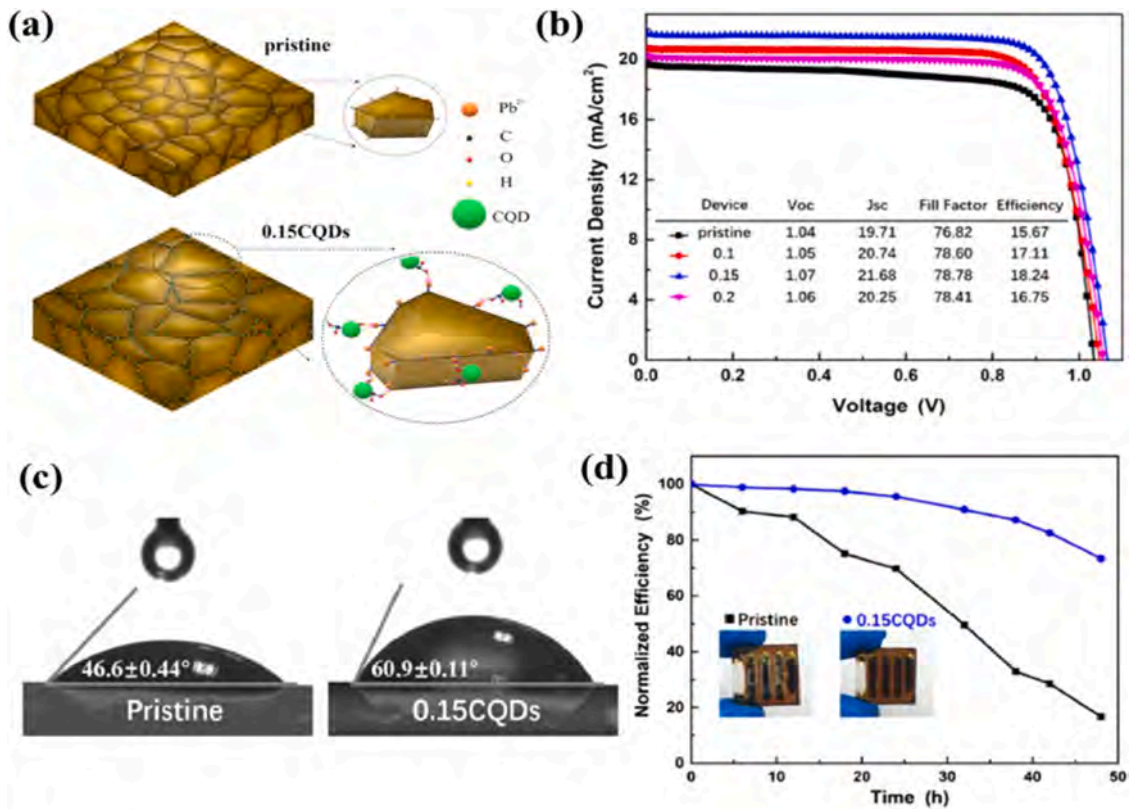 (a)
pristine
Pb²⁺
C
O
H
CQD
0.15CQDs
(b)
Current Density (mA/cm²)
20
16
12
8
4
0
Device Voc Jsc Fill Factor Efficiency
pristine 1.04 19.71 76.82 15.67
0.1 1.05 20.74 78.60 17.11
0.15 1.07 21.68 78.78 18.24
0.2 1.06 20.25 78.41 16.75
0.0 0.2 0.4 0.6 0.8 1.0
Voltage (V)
(c)
46.6±0.44°
Pristine
60.9±0.11°
0.15CQDs
(d)
Normalized Efficiency (%)
100
80
60
40
20
0
Pristine 0.15CQDs
0 10 20 30 40 50
Time (h)